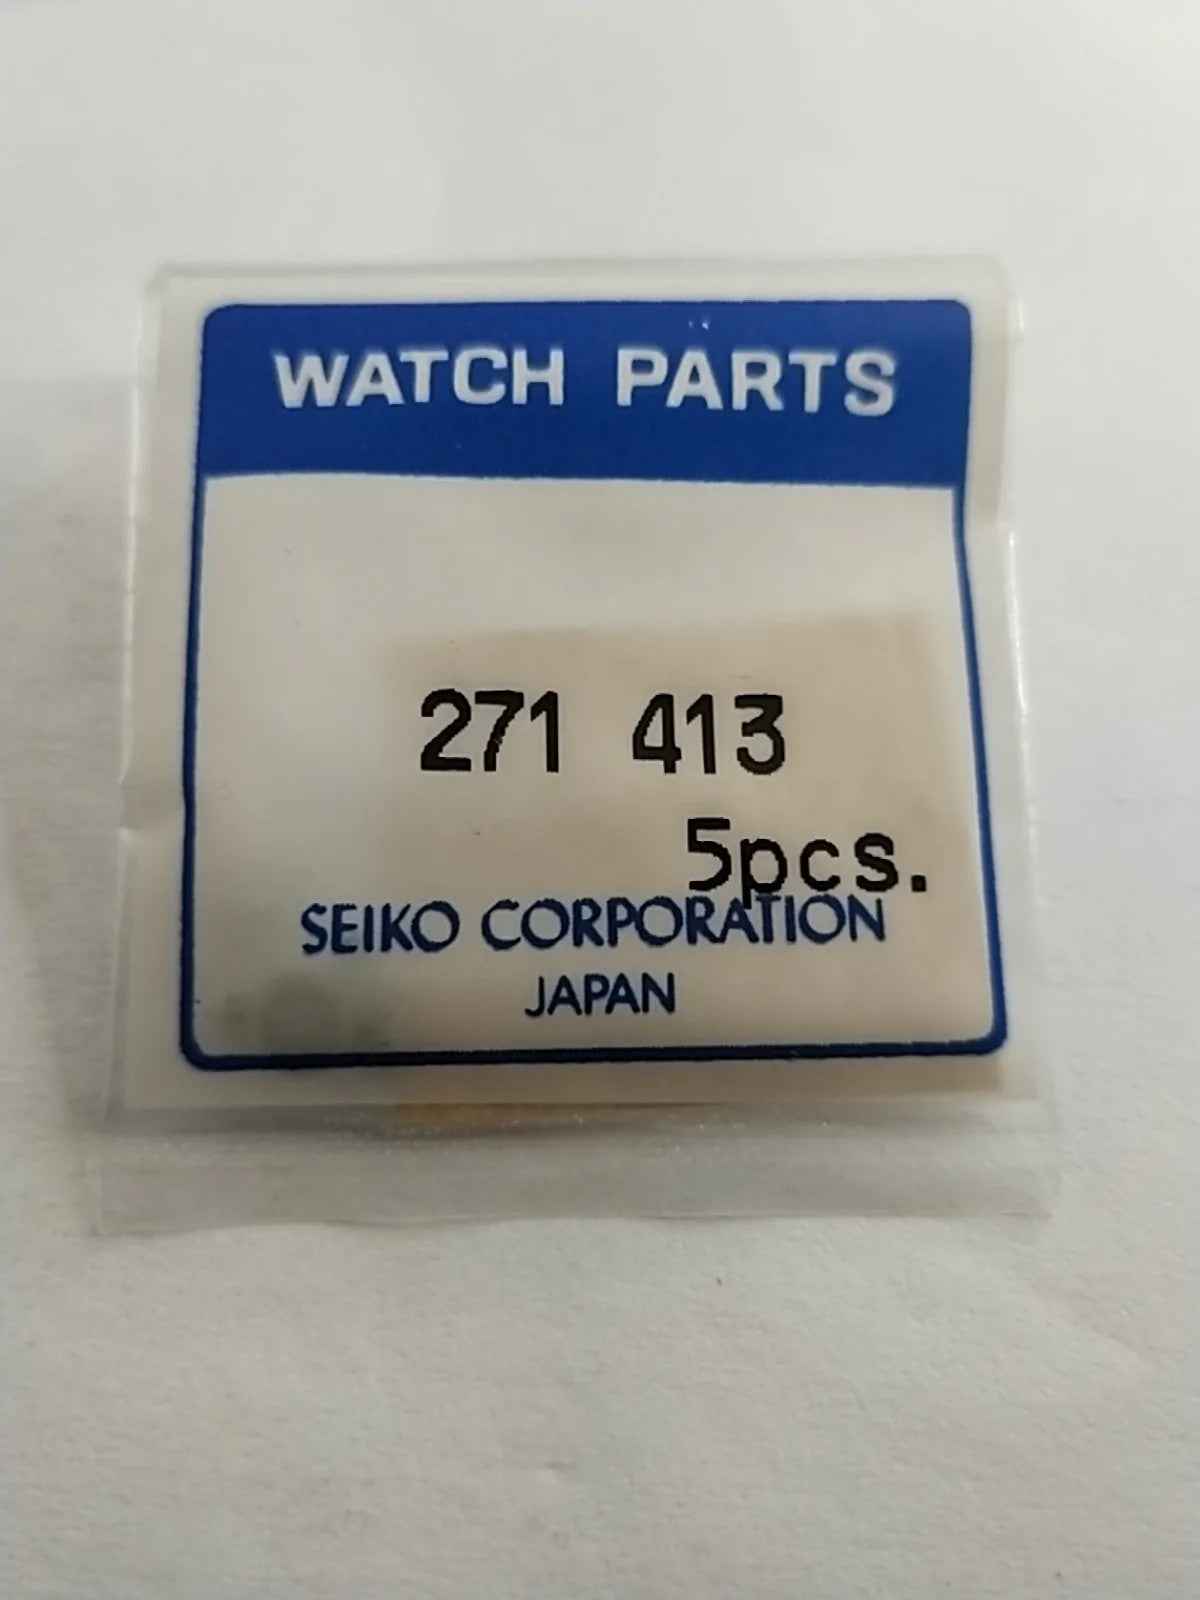 WATCH PARTS
271 413
5pcs.
SEIKO CORPORATION
JAPAN